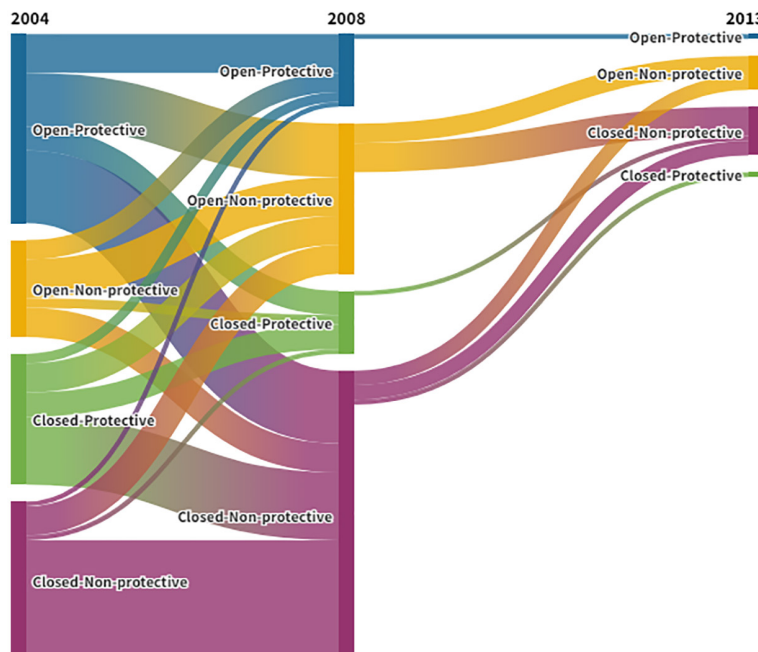 2004
2008
2013
Open-Protective
Open-Non-protective
Closed-Protective
Closed-Non-protective
Open-Protective
Open-Non-protective
Closed-Protective
Closed-Non-protective
Open-Protective
Open-Non-protective
Closed-Non-protective
Closed-Protective